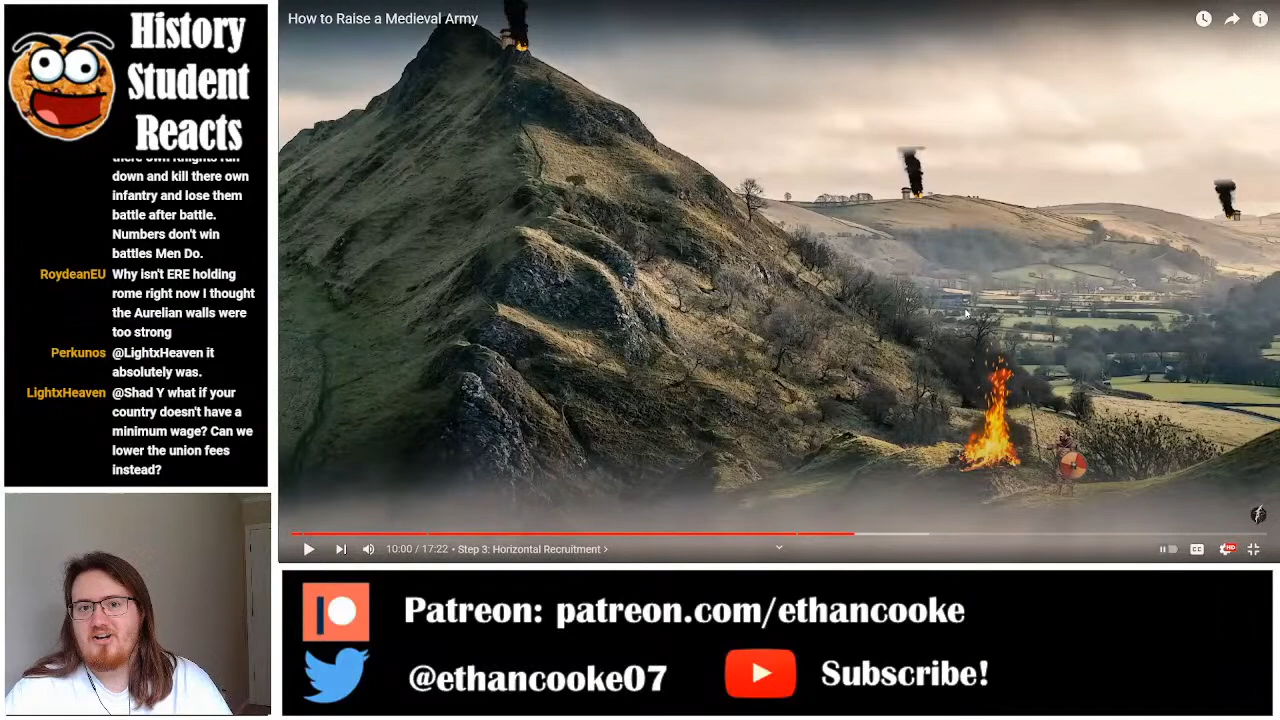 History
Student
Reacts
down and kill there own
infantry and lose them
battle after battle.
Numbers don't win
battles Men Do.
RoydeanEU Why isn't ERE holding
rome right now I thought
the Aurelian walls were
too strong
Perkunos @LightxHeaven it
absolutely was.
LightxHeaven @Shad Y what if your
country doesn't have a
minimum wage? Can we
lower the union fees
instead?
How to Raise a Medieval Army
10:00 / 17:22 • Step 3: Horizontal Recruitment >
CC
HD
Patreon: patreon.com/ethancooke
@ethancooke07
Subscribe!